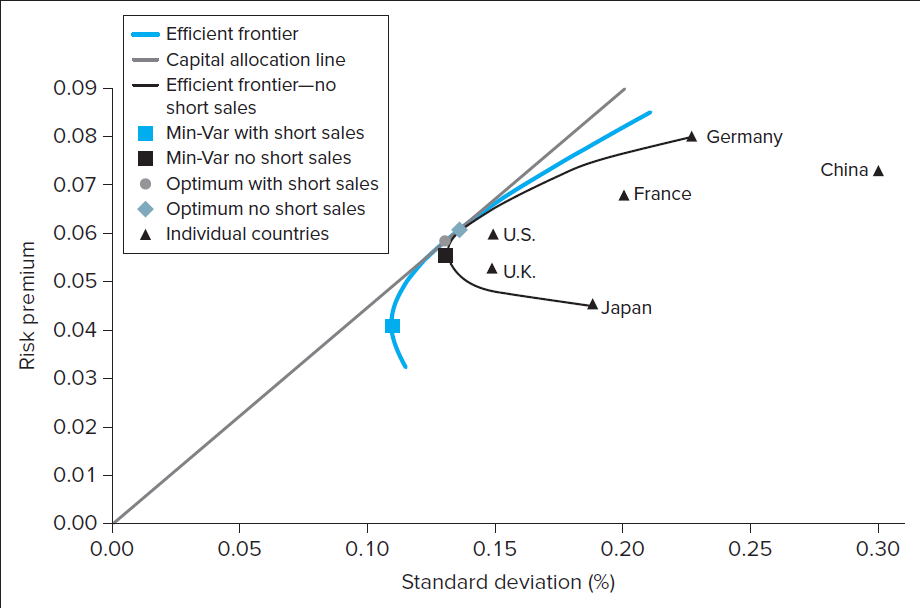 Efficient frontier
Capital allocation line
Efficient frontier—no
short sales
Min-Var with short sales
Min-Var no short sales
Optimum with short sales
Optimum no short sales
Individual countries
Risk premium
0.09
0.08
0.07
0.06
0.05
0.04
0.03
0.02
0.01
0.00
Germany
China
France
U.S.
U.K.
Japan
0.00 0.05 0.10 0.15 0.20 0.25 0.30
Standard deviation (%)